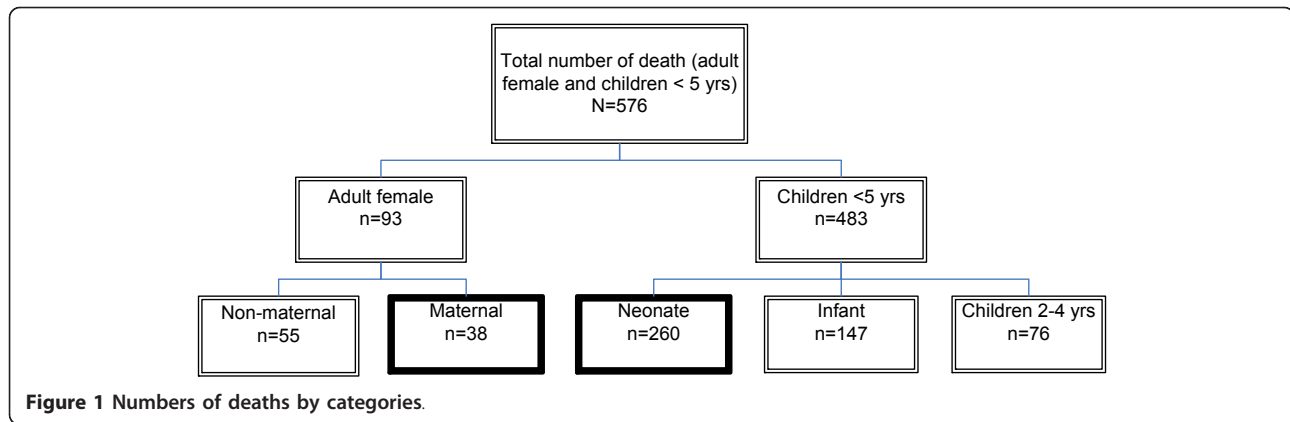 Total number of death (adult
female and children < 5 yrs)
N=576
Adult female
n=93
Children <5 yrs
n=483
Non-maternal
n=55
Maternal
n=38
Neonate
n=260
Infant
n=147
Children 2-4 yrs
n=76
Figure 1 Numbers of deaths by categories.